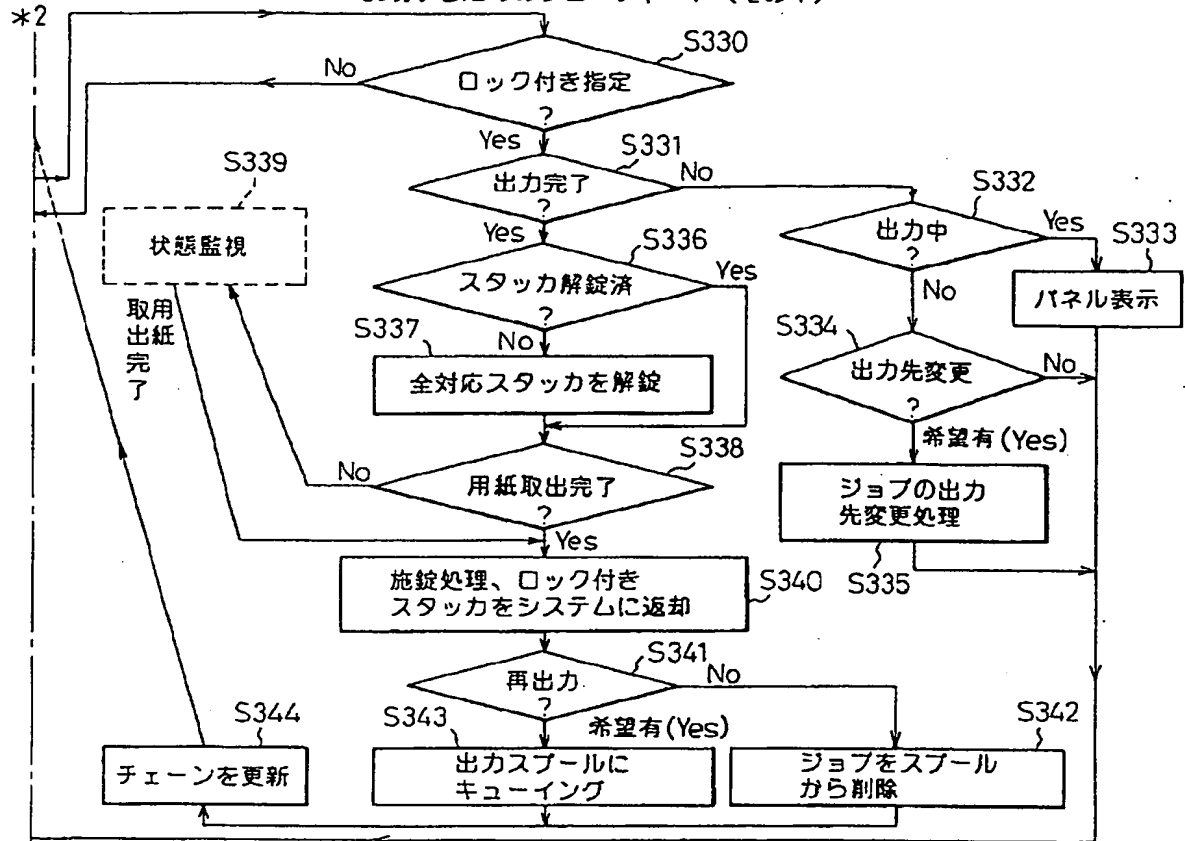 *2
S330
No
ロック付き指定
?
Yes
S331
出力完了
?
No
S332
出力中
?
Yes
S333
パネル表示
S339
状態監視
取用
出紙
完
了
Yes
S336
スタッカ解錠済
?
Yes
No
S337
No
全対応スタッカを解錠
S334
出力先変更
?
No
希望有(Yes)
ジョブの出力
先変更処理
S335
S338
No
用紙取出完了
?
Yes
施錠処理、ロック付き
スタッカをシステムに返却
S340
S341
再出力
?
No
希望有(Yes)
S343
出力スプールに
キューイング
S342
ジョブをスプール
から削除
S344
チェーンを更新